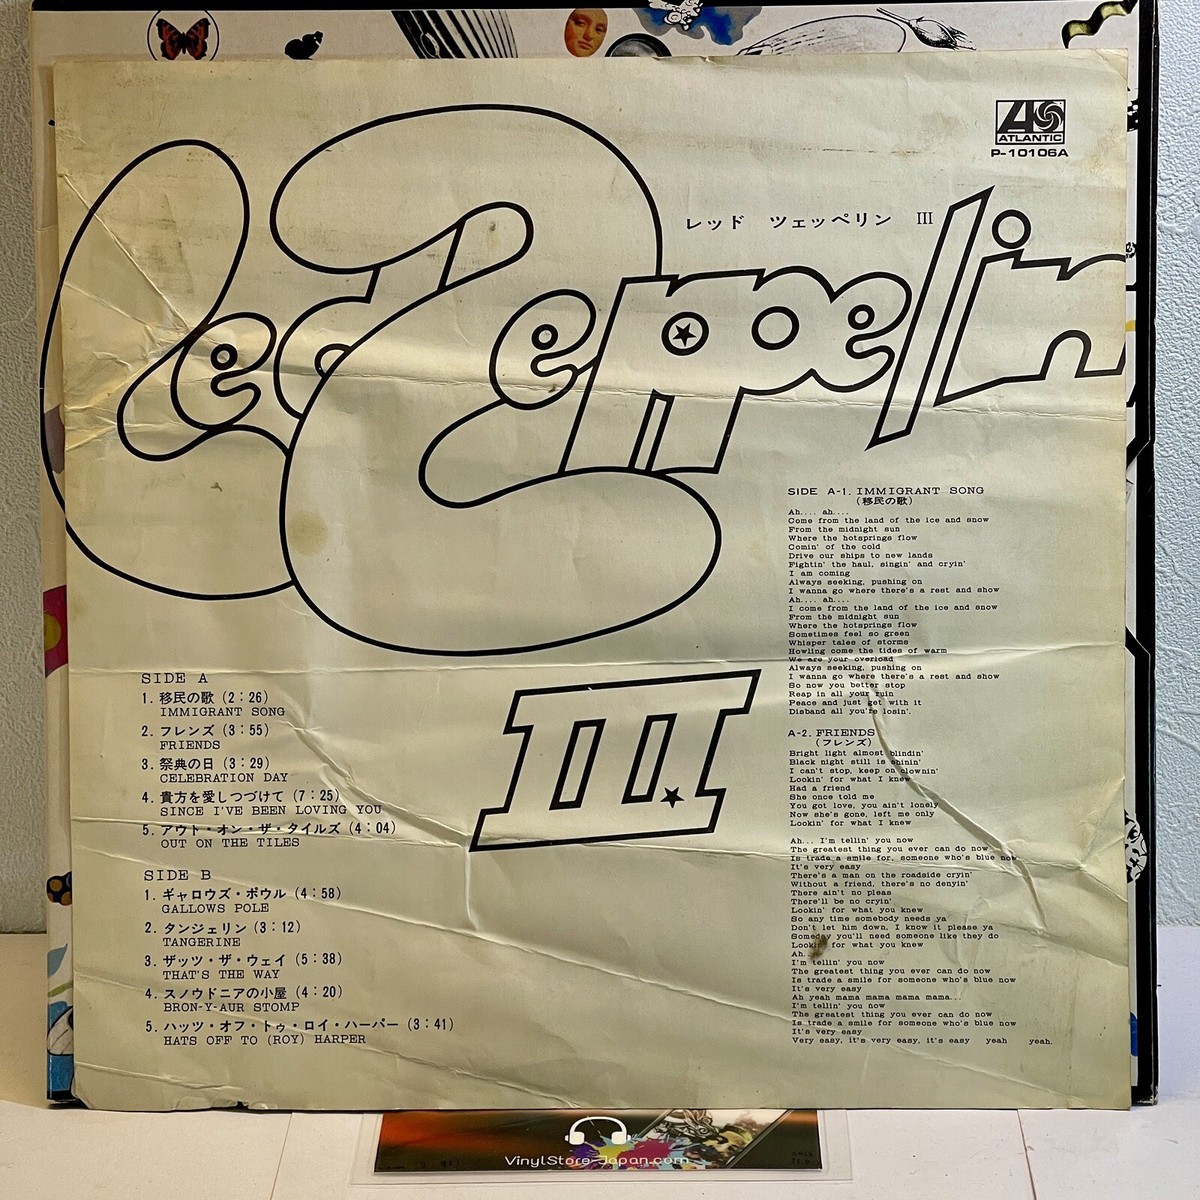 ATLANTIC
P-10106A
レッド ツェッペリン III
Led Zeppelin
III
SIDE A
1. 移民の歌 (2:26)
IMMIGRANT SONG
2. フレンズ (3:55)
FRIENDS
3. 祭典の日 (3:29)
CELEBRATION DAY
4. 貴方を愛しつづけて (7:25)
SINCE I'VE BEEN LOVING YOU
5. アウト・オン・ザ・タイルズ (4:04)
OUT ON THE TILES
SIDE B
1. ギャロウズ・ポウル (4:58)
GALLOWS POLE
2. タンジェリン (3:12)
TANGERINE
3. ザッツ・ザ・ウェイ (5:38)
THAT'S THE WAY
4. スノウドニアの小屋 (4:20)
BRON-Y-AUR STOMP
5. ハッツ・オフ・トゥ・ロイ・ハーパー (3:41)
HATS OFF TO (ROY) HARPER
SIDE A-1. IMMIGRANT SONG
(移民の歌)
Ah.... ah....
Come from the land of the ice and snow
From the midnight sun
Where the hotsprings flow
Comin' of the cold
Drive our ships to new lands
Fightin' the haul, singin' and cryin'
I am coming
Always seeking, pushing on
I wanna go where there's a rest and show
Ah.... ah....
I come from the land of the ice and snow
From the midnight sun
Where the hotsprings flow
Sometimes feel so green
Whisper tales of storms
Howling come the tides of warm
We are your overload
Always seeking, pushing on
I wanna go where there's a rest and show
So now you better stop
Reap in all your ruin
Peace and just get with it
Disband all you're losin'.
A-2. FRIENDS
(フレンズ)
Bright light almost blindin'
Black night still is shinin'
I can't stop, keep on clownin'
Lookin' for what I knew
Had a friend
She once told me
You got love, you ain't lonely
Now she's gone, left me only
Lookin' for what I knew
Ah... I'm tellin' you now
The greatest thing you ever can do now
Is trade a smile for, someone who's blue now
It's very easy
There's a man on the roadside cryin'
Without a friend, there's no denyin'
There ain't no pleas
There'll be no cryin'
Lookin' for what you knew
So any time somebody needs ya
Don't let him down, I know it please ya
Someday you'll need someone like they do
Lookin' for what you knew
Ah...
I'm tellin' you now
The greatest thing you ever can do now
Is trade a smile for someone who's blue now
It's very easy
Ah yeah mama mama mama mama...
I'm tellin' you now
The greatest thing you ever can do now
Is trade a smile for someone who's blue now
It's very easy
Very easy, it's very easy, it's easy yeah yeah.
VinylStore-Japan.com